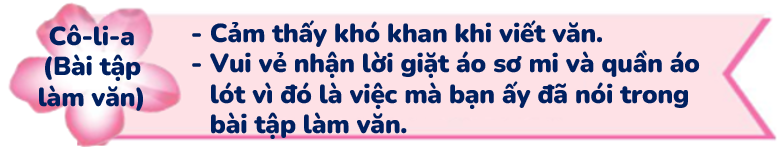 Cô-li-a
(Bài tập
làm văn)
- Cảm thấy khó khan khi viết văn.
- Vui vẻ nhận lời giặt áo sơ mi và quần áo
lót vì đó là việc mà bạn ấy đã nói trong
bài tập làm văn.